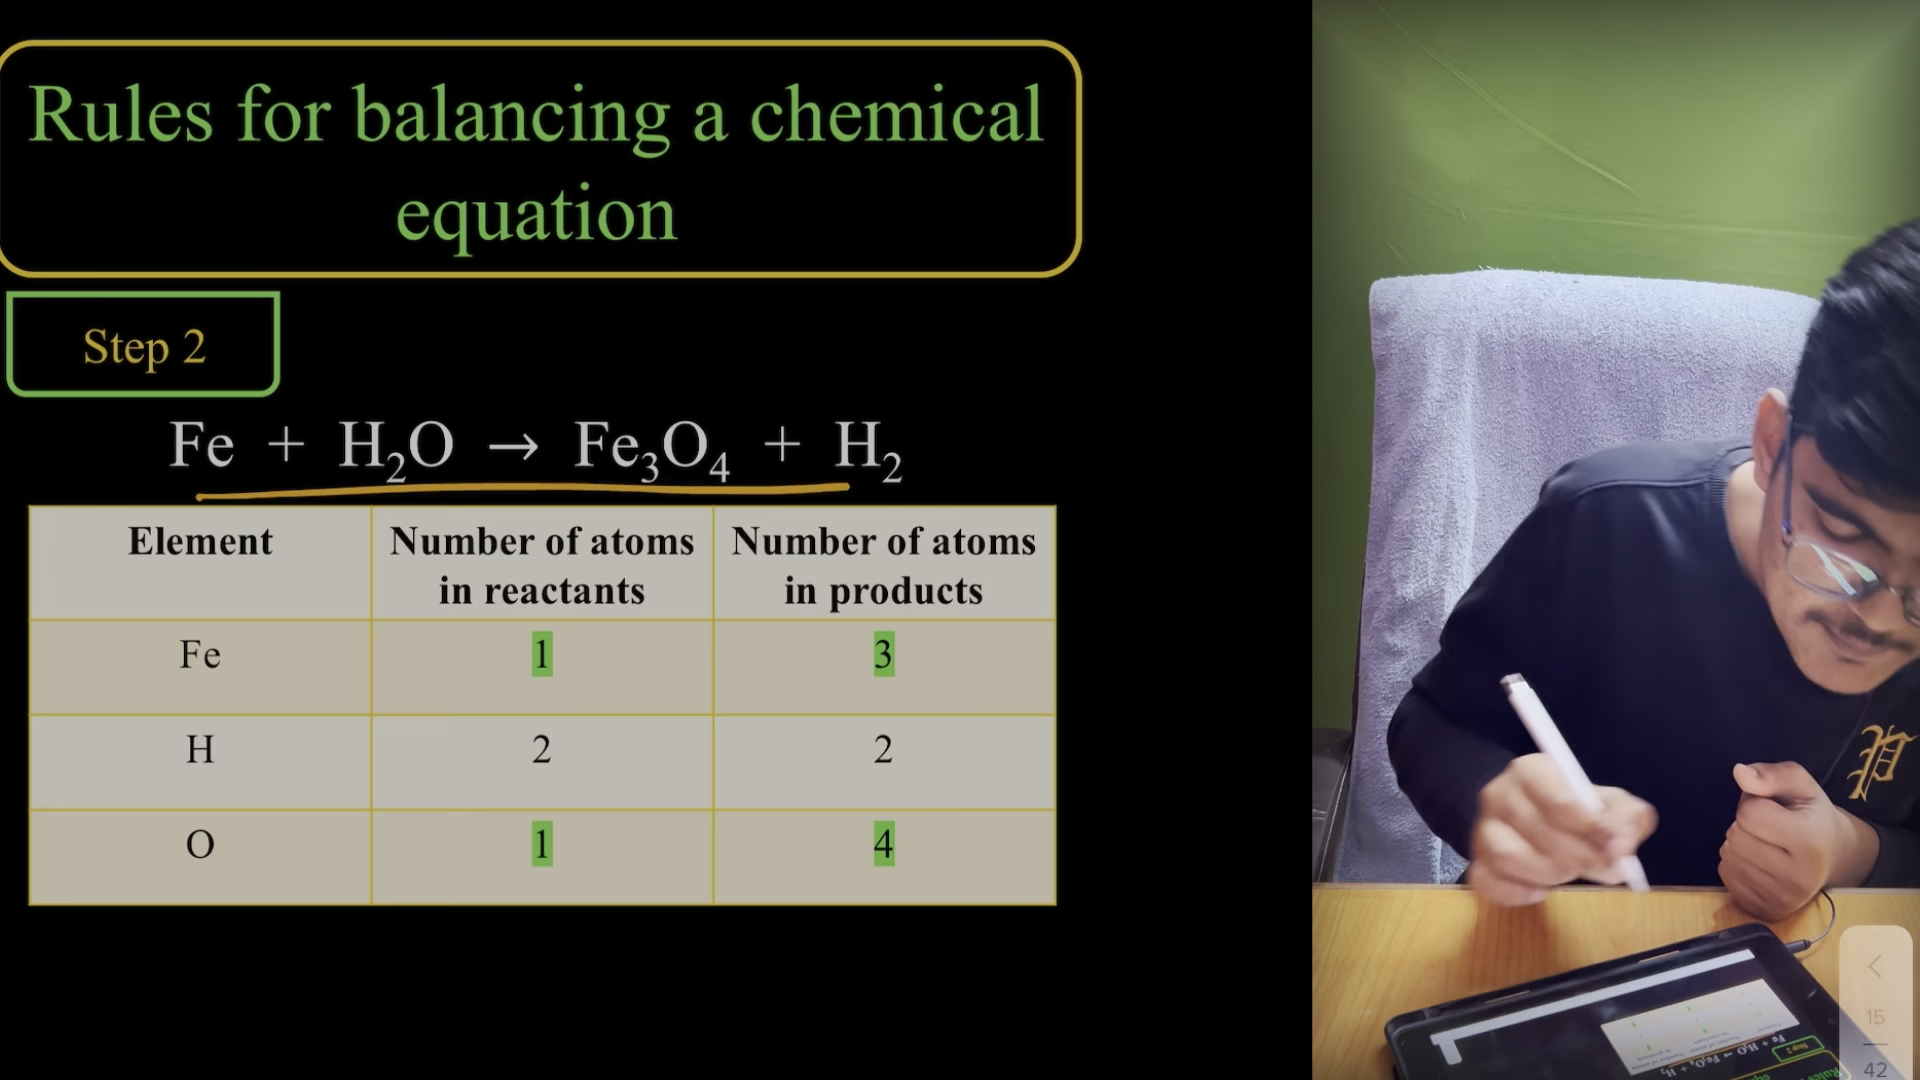 Rules for balancing a chemical
equation
Step 2
Fe + H₂O → Fe₃O₄ + H₂
Element Number of atoms in reactants Number of atoms in products
Fe 1 3
H 2 2
O 1 4
P
15
42